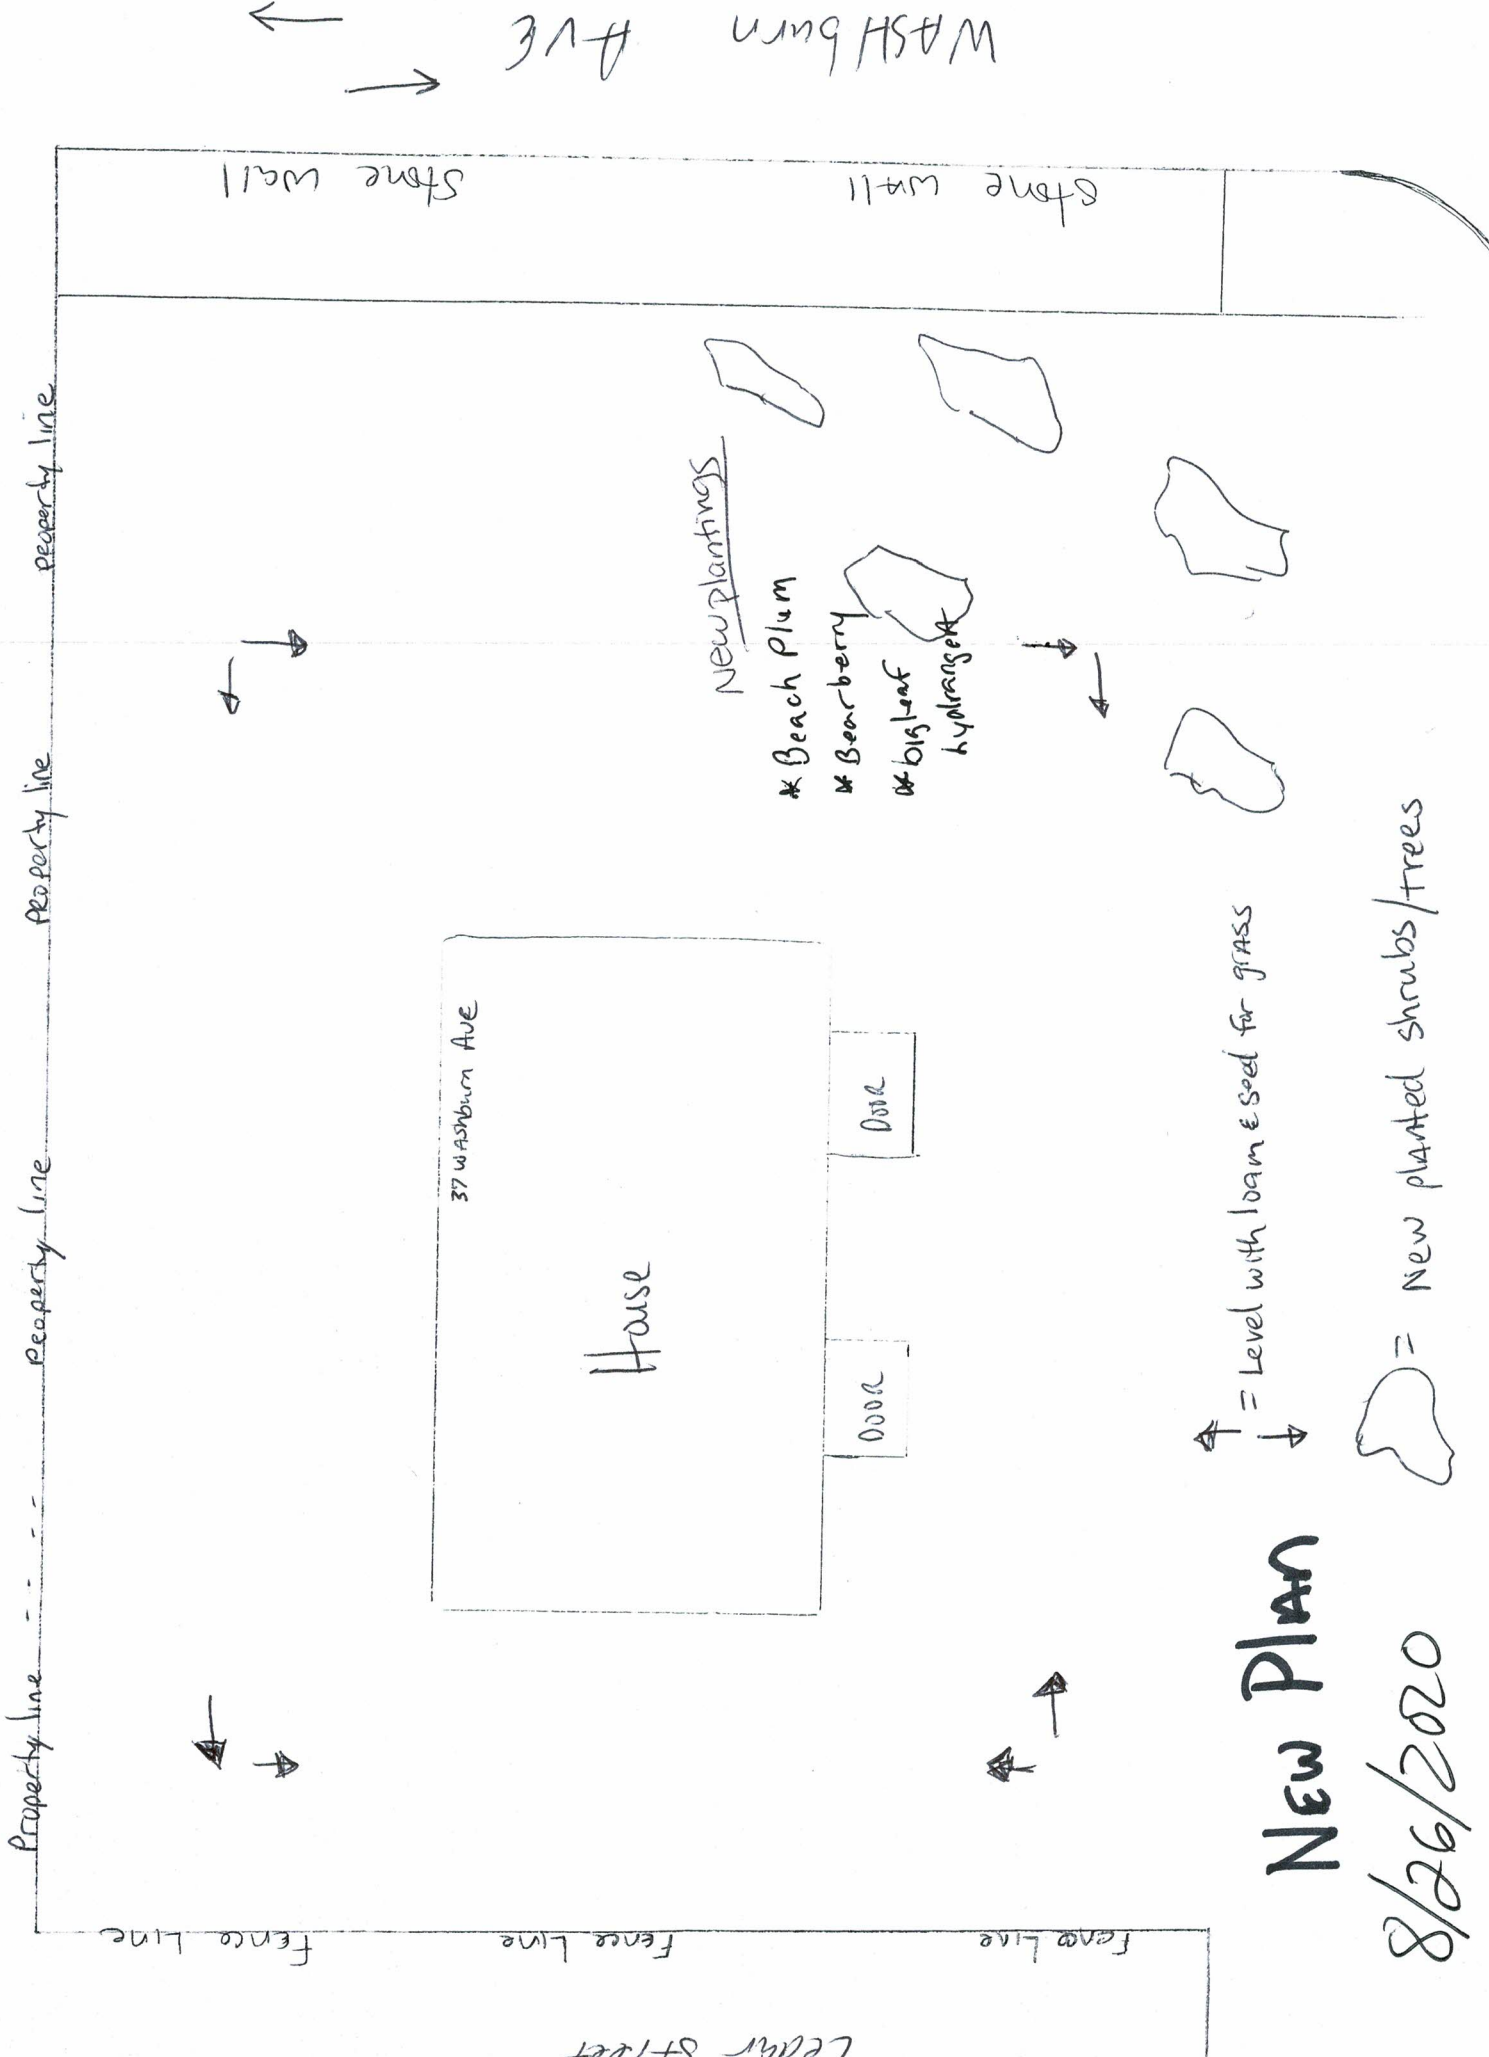 WASHburn AVE
Stone wall
Stone wall
property line
property line
property line
Property line
New plantings
* Beach Plum
* Bearberry
* bigleaf
hydrangea
37 WAShburn Ave
House
DOOR
DOOR
= Level with loam & seed for grass
= New planted shrubs/trees
New Plan
8/26/2020
Fence Line
Fence Line
Fence Line
Cedar Street